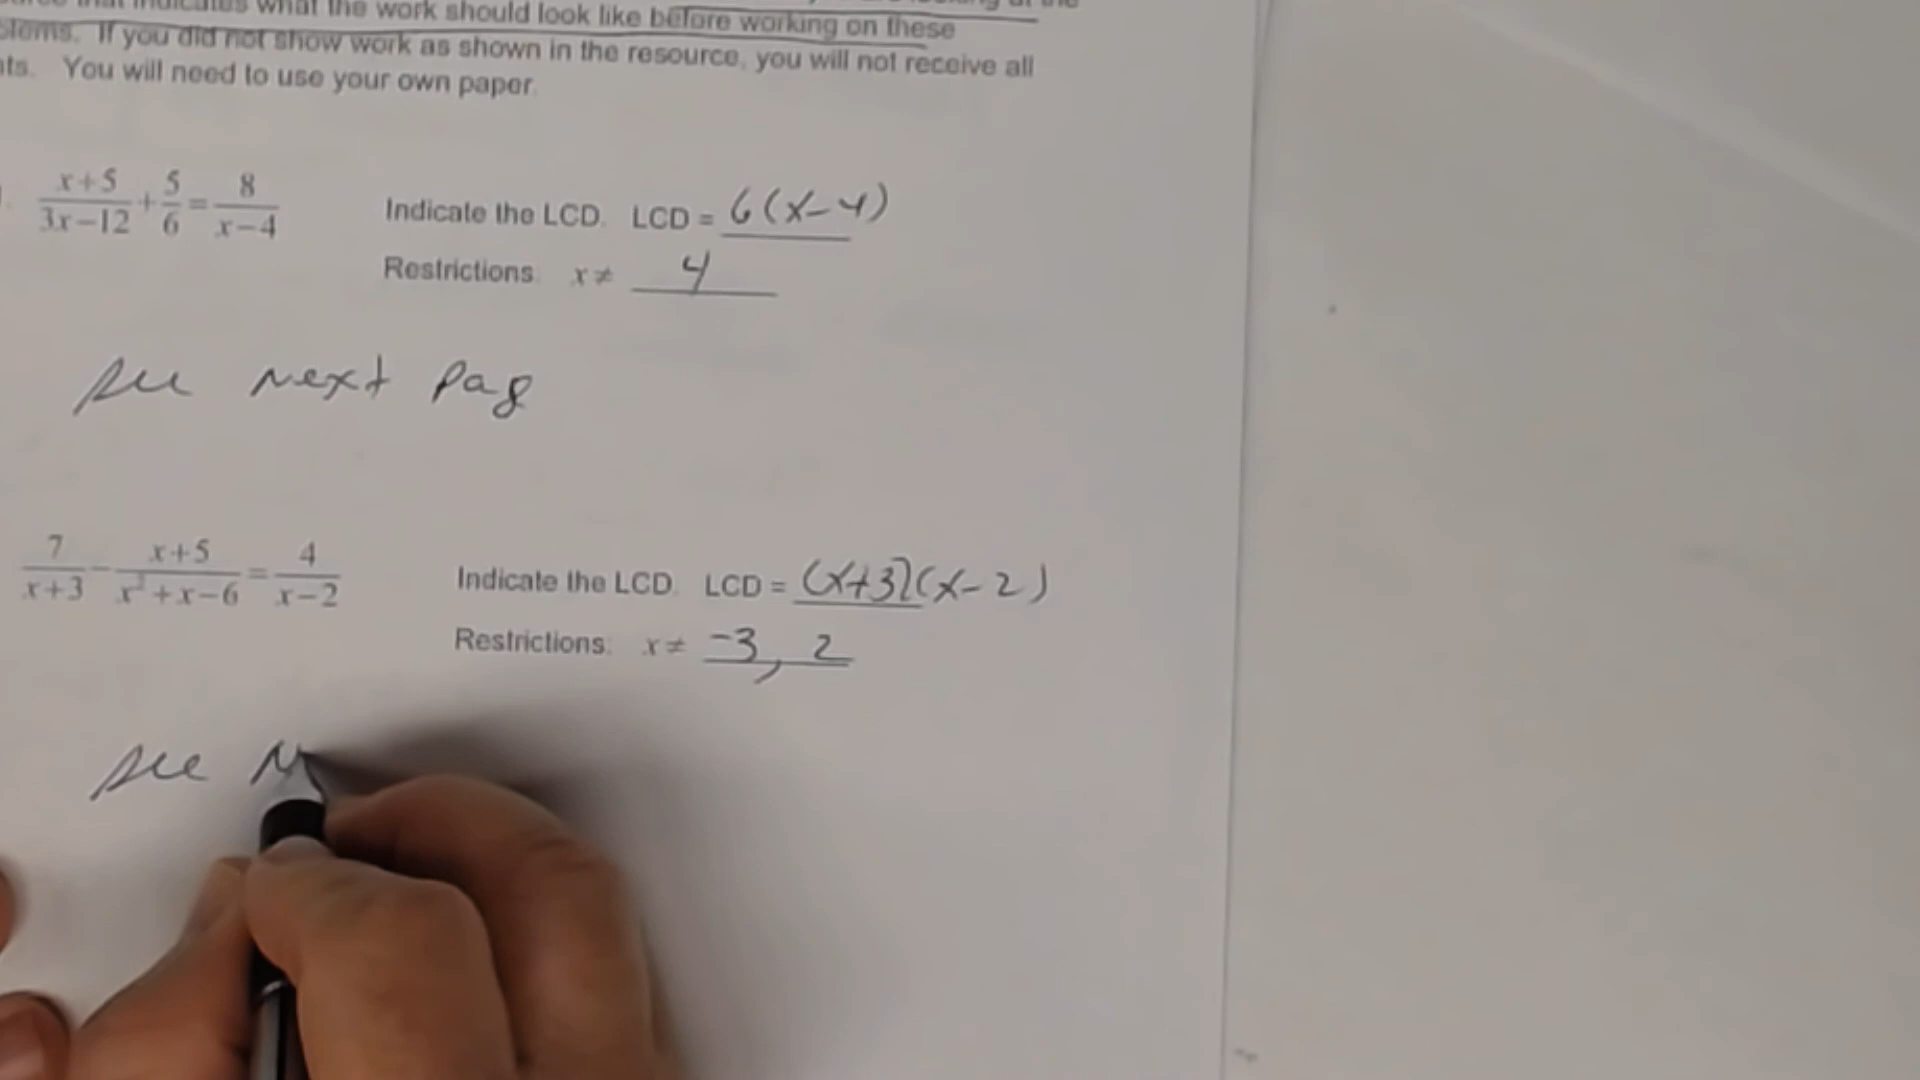 what the work should look like before working on these
If you did not show work as shown in the resource, you will not receive all
You will need to use your own paper.
x+5 5 8
3x-12 + 6 = x-4
Indicate the LCD. LCD = 6(x-4)
Restrictions: x ≠ 4
see next pag
7 x+5 4
x+3 - x²+x-6 = x-2
Indicate the LCD. LCD = (x+3)(x-2)
Restrictions: x ≠ -3, 2
see N